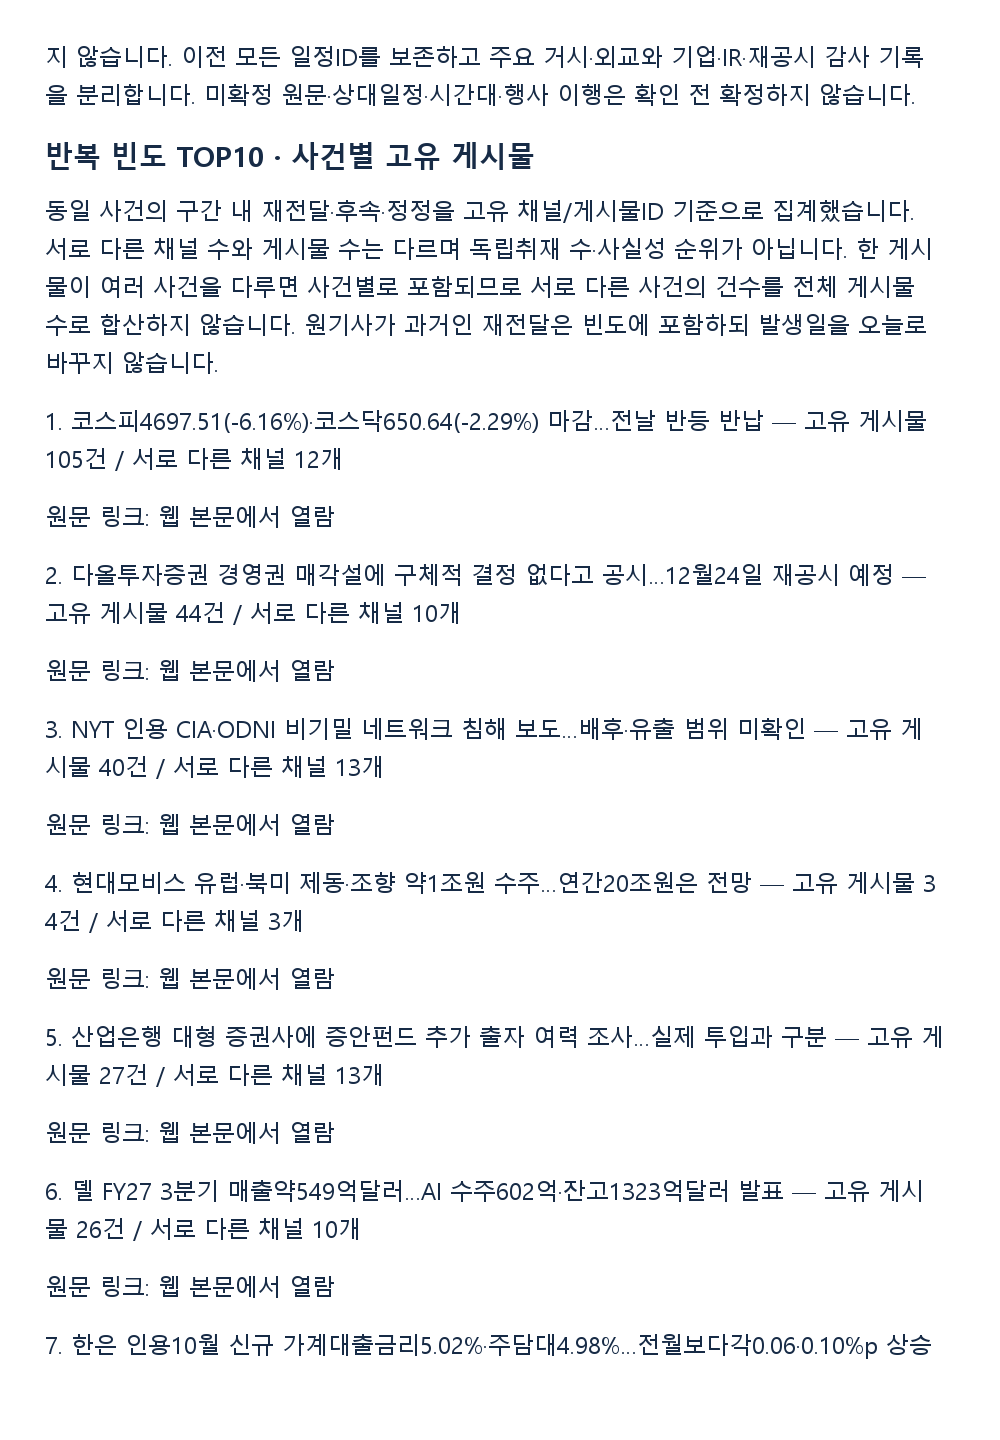 지 않습니다. 이전 모든 일정ID를 보존하고 주요 거시·외교와 기업·IR·재공시 감사 기록
을 분리합니다. 미확정 원문·상대일정·시간대·행사 이행은 확인 전 확정하지 않습니다.
반복 빈도 TOP10 · 사건별 고유 게시물
동일 사건의 구간 내 재전달·후속·정정을 고유 채널/게시물ID 기준으로 집계했습니다.
서로 다른 채널 수와 게시물 수는 다르며 독립취재 수·사실성 순위가 아닙니다. 한 게시
물이 여러 사건을 다루면 사건별로 포함되므로 서로 다른 사건의 건수를 전체 게시물
수로 합산하지 않습니다. 원기사가 과거인 재전달은 빈도에 포함하되 발생일을 오늘로
바꾸지 않습니다.
1. 코스피4697.51(-6.16%)·코스닥650.64(-2.29%) 마감…전날 반등 반납 — 고유 게시물
105건 / 서로 다른 채널 12개
원문 링크: 웹 본문에서 열람
2. 다올투자증권 경영권 매각설에 구체적 결정 없다고 공시…12월24일 재공시 예정 —
고유 게시물 44건 / 서로 다른 채널 10개
원문 링크: 웹 본문에서 열람
3. NYT 인용 CIA·ODNI 비기밀 네트워크 침해 보도…배후·유출 범위 미확인 — 고유 게
시물 40건 / 서로 다른 채널 13개
원문 링크: 웹 본문에서 열람
4. 현대모비스 유럽·북미 제동·조향 약1조원 수주…연간20조원은 전망 — 고유 게시물 3
4건 / 서로 다른 채널 3개
원문 링크: 웹 본문에서 열람
5. 산업은행 대형 증권사에 증안펀드 추가 출자 여력 조사…실제 투입과 구분 — 고유 게
시물 27건 / 서로 다른 채널 13개
원문 링크: 웹 본문에서 열람
6. 델 FY27 3분기 매출약549억달러…AI 수주602억·잔고1323억달러 발표 — 고유 게시
물 26건 / 서로 다른 채널 10개
원문 링크: 웹 본문에서 열람
7. 한은 인용10월 신규 가계대출금리5.02%·주담대4.98%…전월보다각0.06·0.10%p 상승